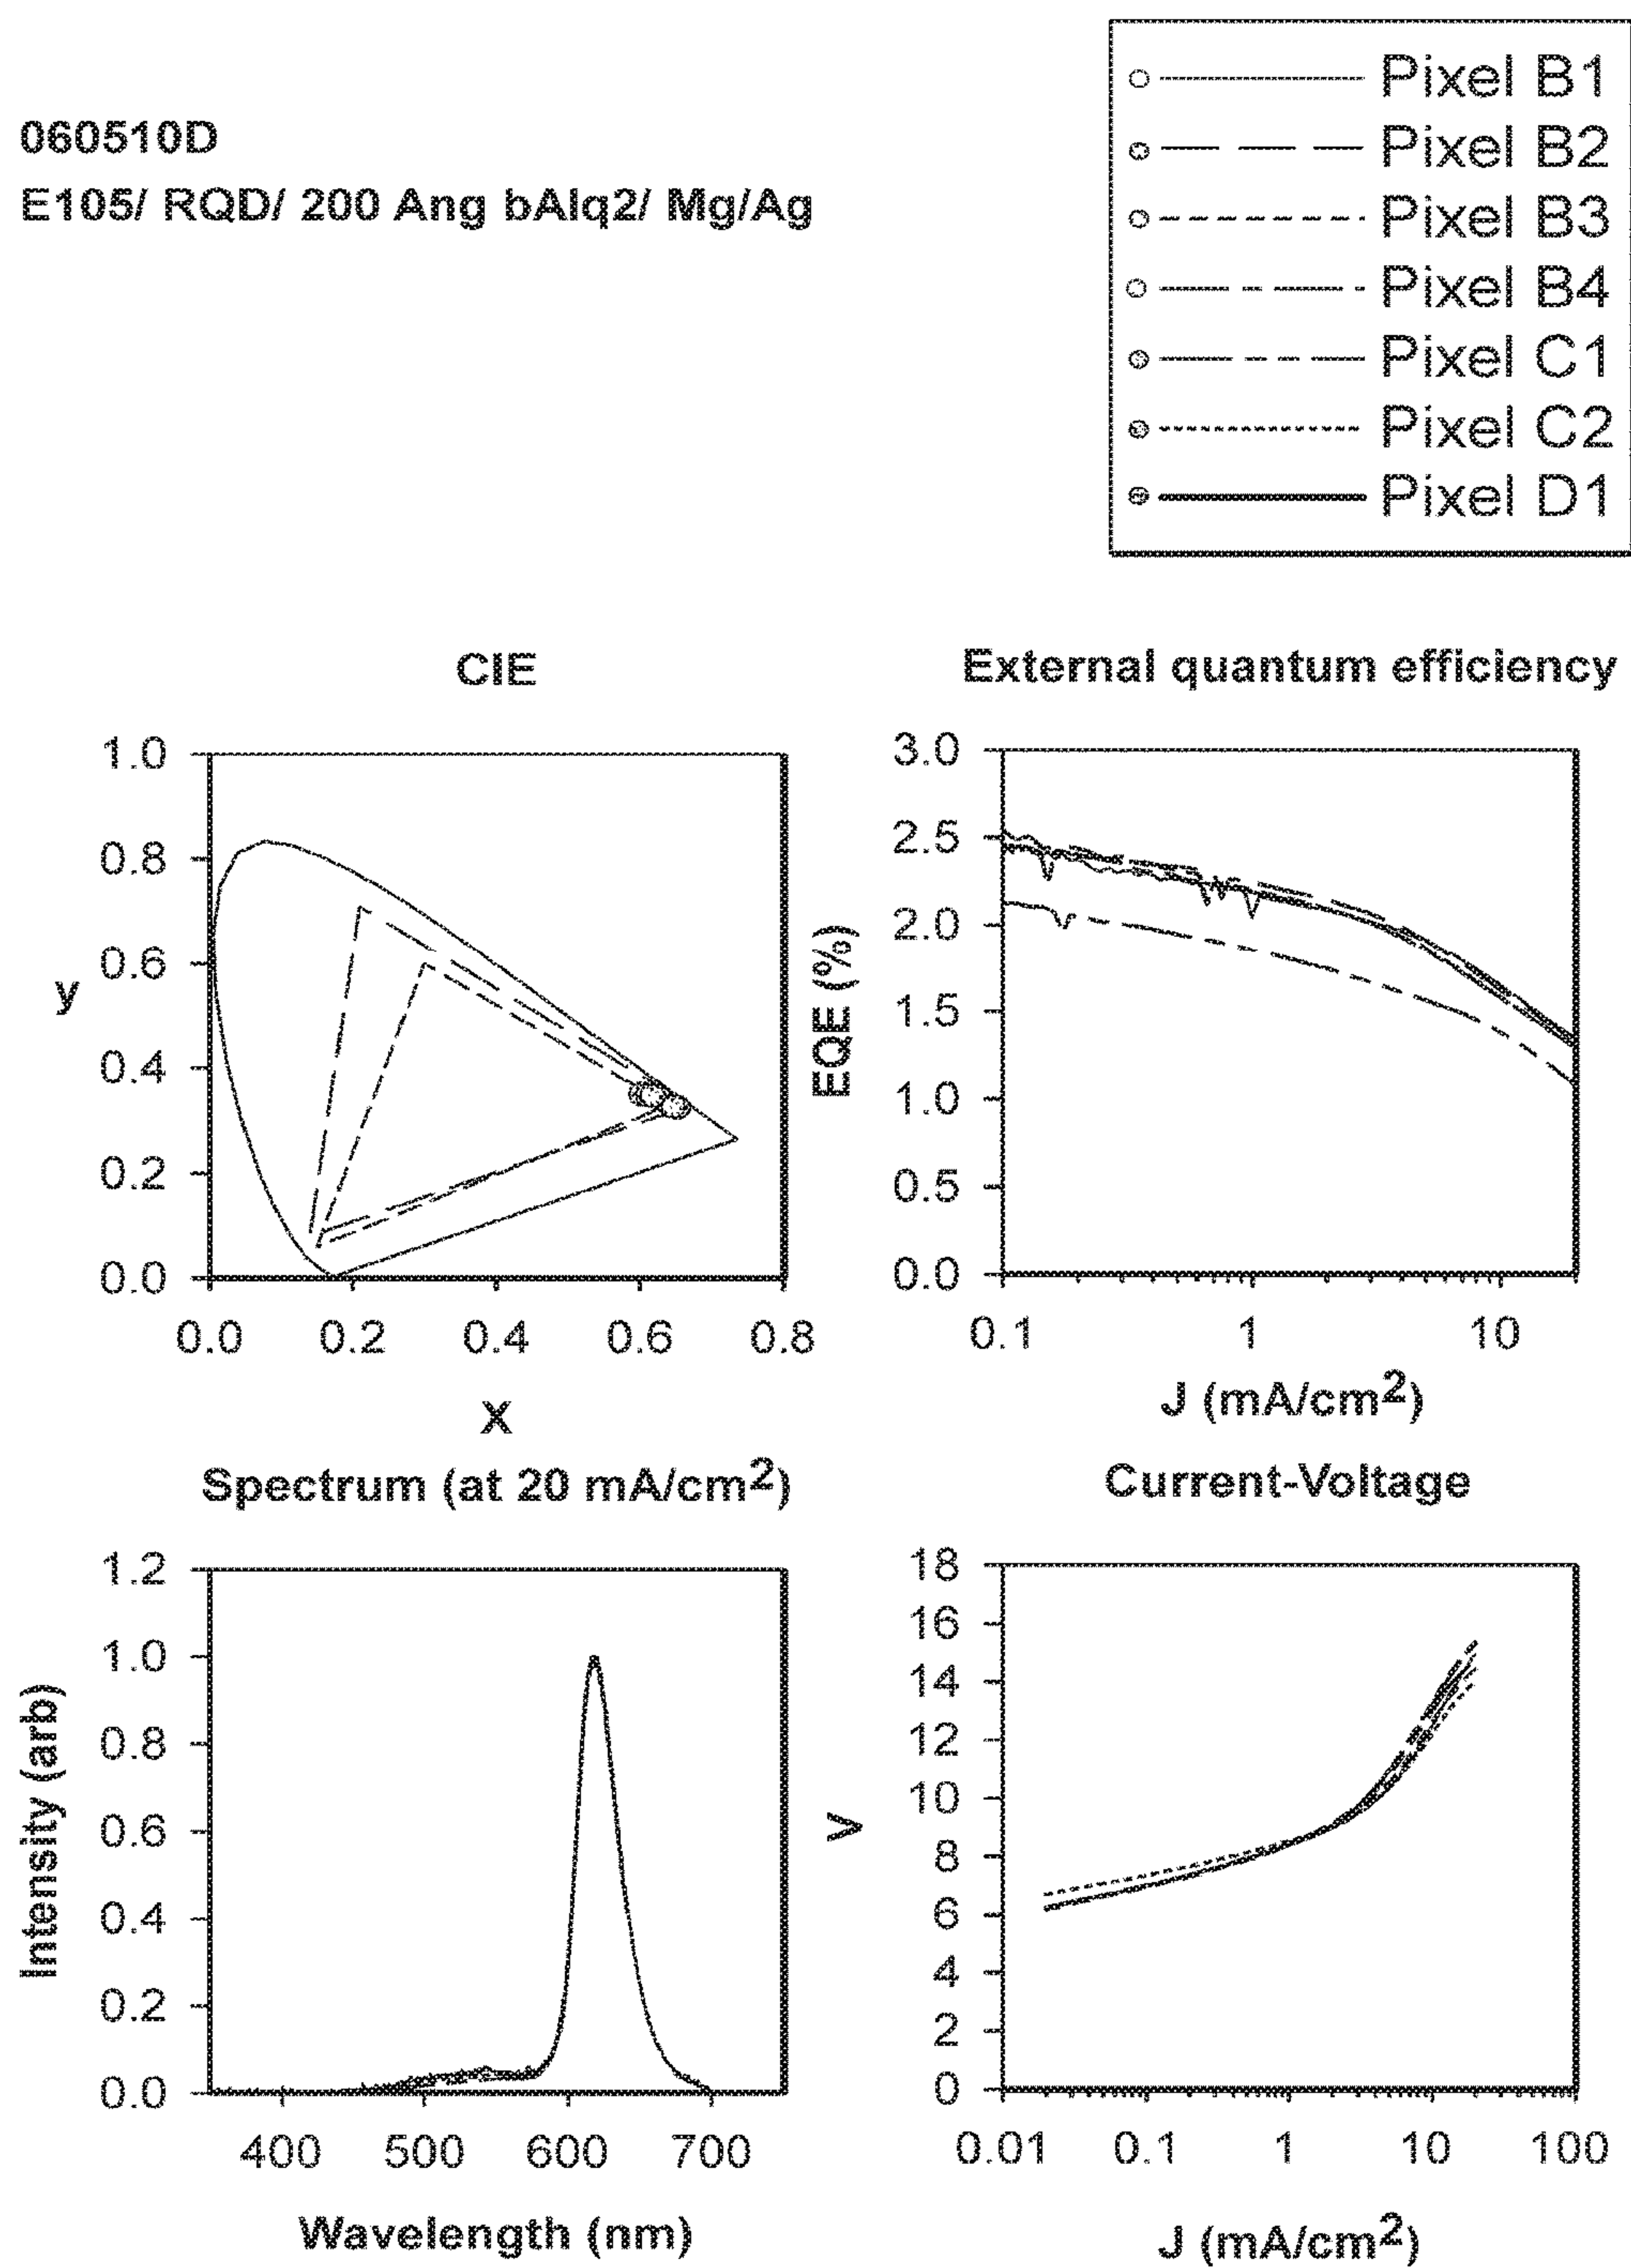 060510D
E105/ RQD/ 200 Ang bAlq2/ Mg/Ag
Pixel B1
Pixel B2
Pixel B3
Pixel B4
Pixel C1
Pixel C2
Pixel D1
CIE
1.0
0.8
0.6
0.4
0.2
0.0
y
0.0 0.2 0.4 0.6 0.8
X
External quantum efficiency
3.0
2.5
2.0
1.5
1.0
0.5
0.0
EQE (%)
0.1 1 10
J (mA/cm2)
Spectrum (at 20 mA/cm2)
1.2
1.0
0.8
0.6
0.4
0.2
0.0
Intensity (arb)
400 500 600 700
Wavelength (nm)
Current-Voltage
18
16
14
12
10
8
6
4
2
0
V
0.01 0.1 1 10 100
J (mA/cm2)